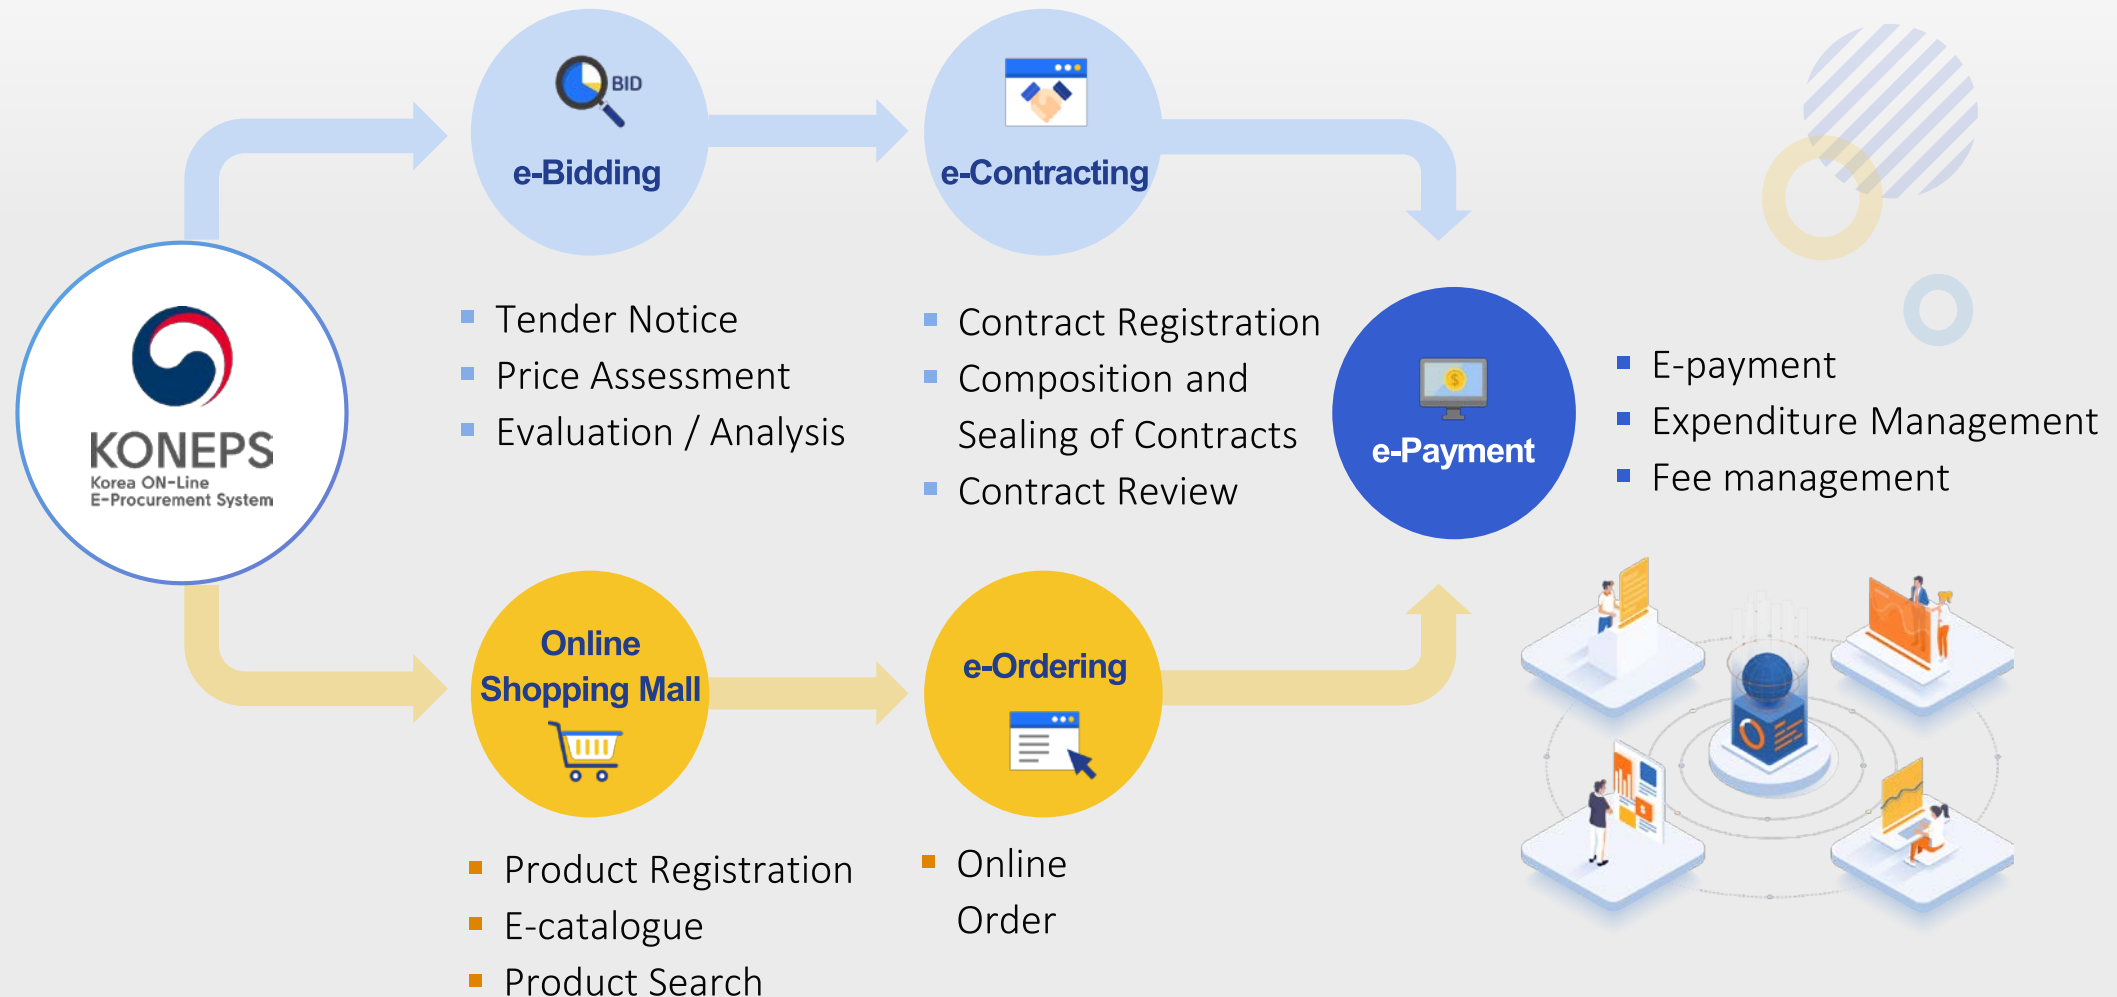 BID
e-Bidding
e-Contracting
KONEPS
Korea ON-Line
E-Procurement System
Tender Notice
Price Assessment
Evaluation / Analysis
Contract Registration
Composition and
Sealing of Contracts
Contract Review
e-Payment
E-payment
Expenditure Management
Fee management
Online
Shopping Mall
e-Ordering
Product Registration
E-catalogue
Product Search
Online
Order